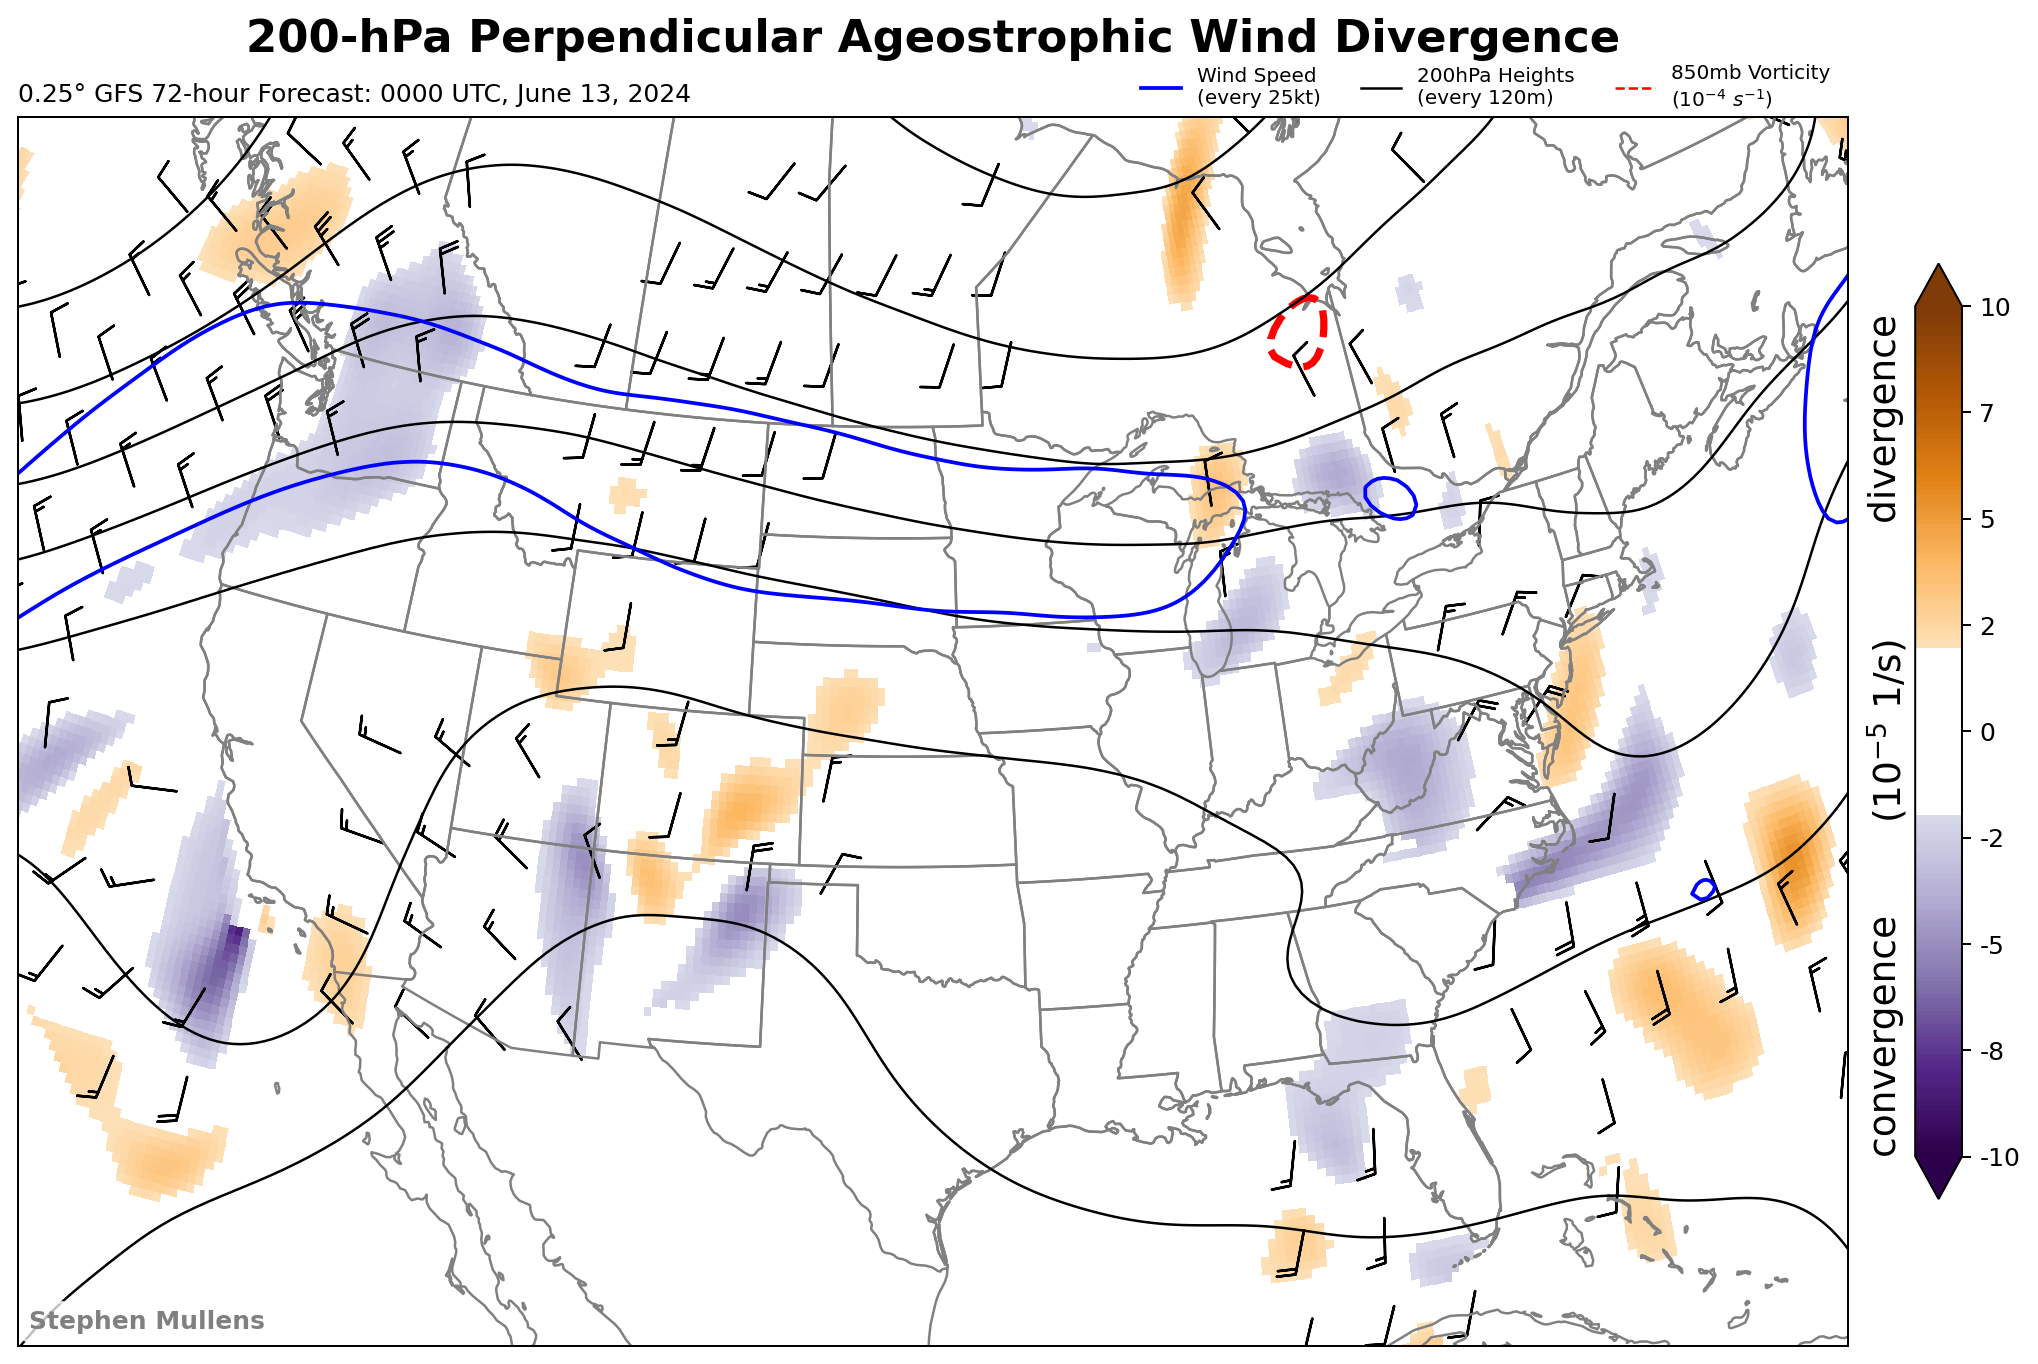 200-hPa Perpendicular Ageostrophic Wind Divergence
0.25° GFS 72-hour Forecast: 0000 UTC, June 13, 2024
Wind Speed
(every 25kt)
200hPa Heights
(every 120m)
850mb Vorticity
(10⁻⁴ s⁻¹)
10
7
5
2
0
-2
-5
-8
-10
convergence (10⁻⁵ 1/s) divergence
Stephen Mullens